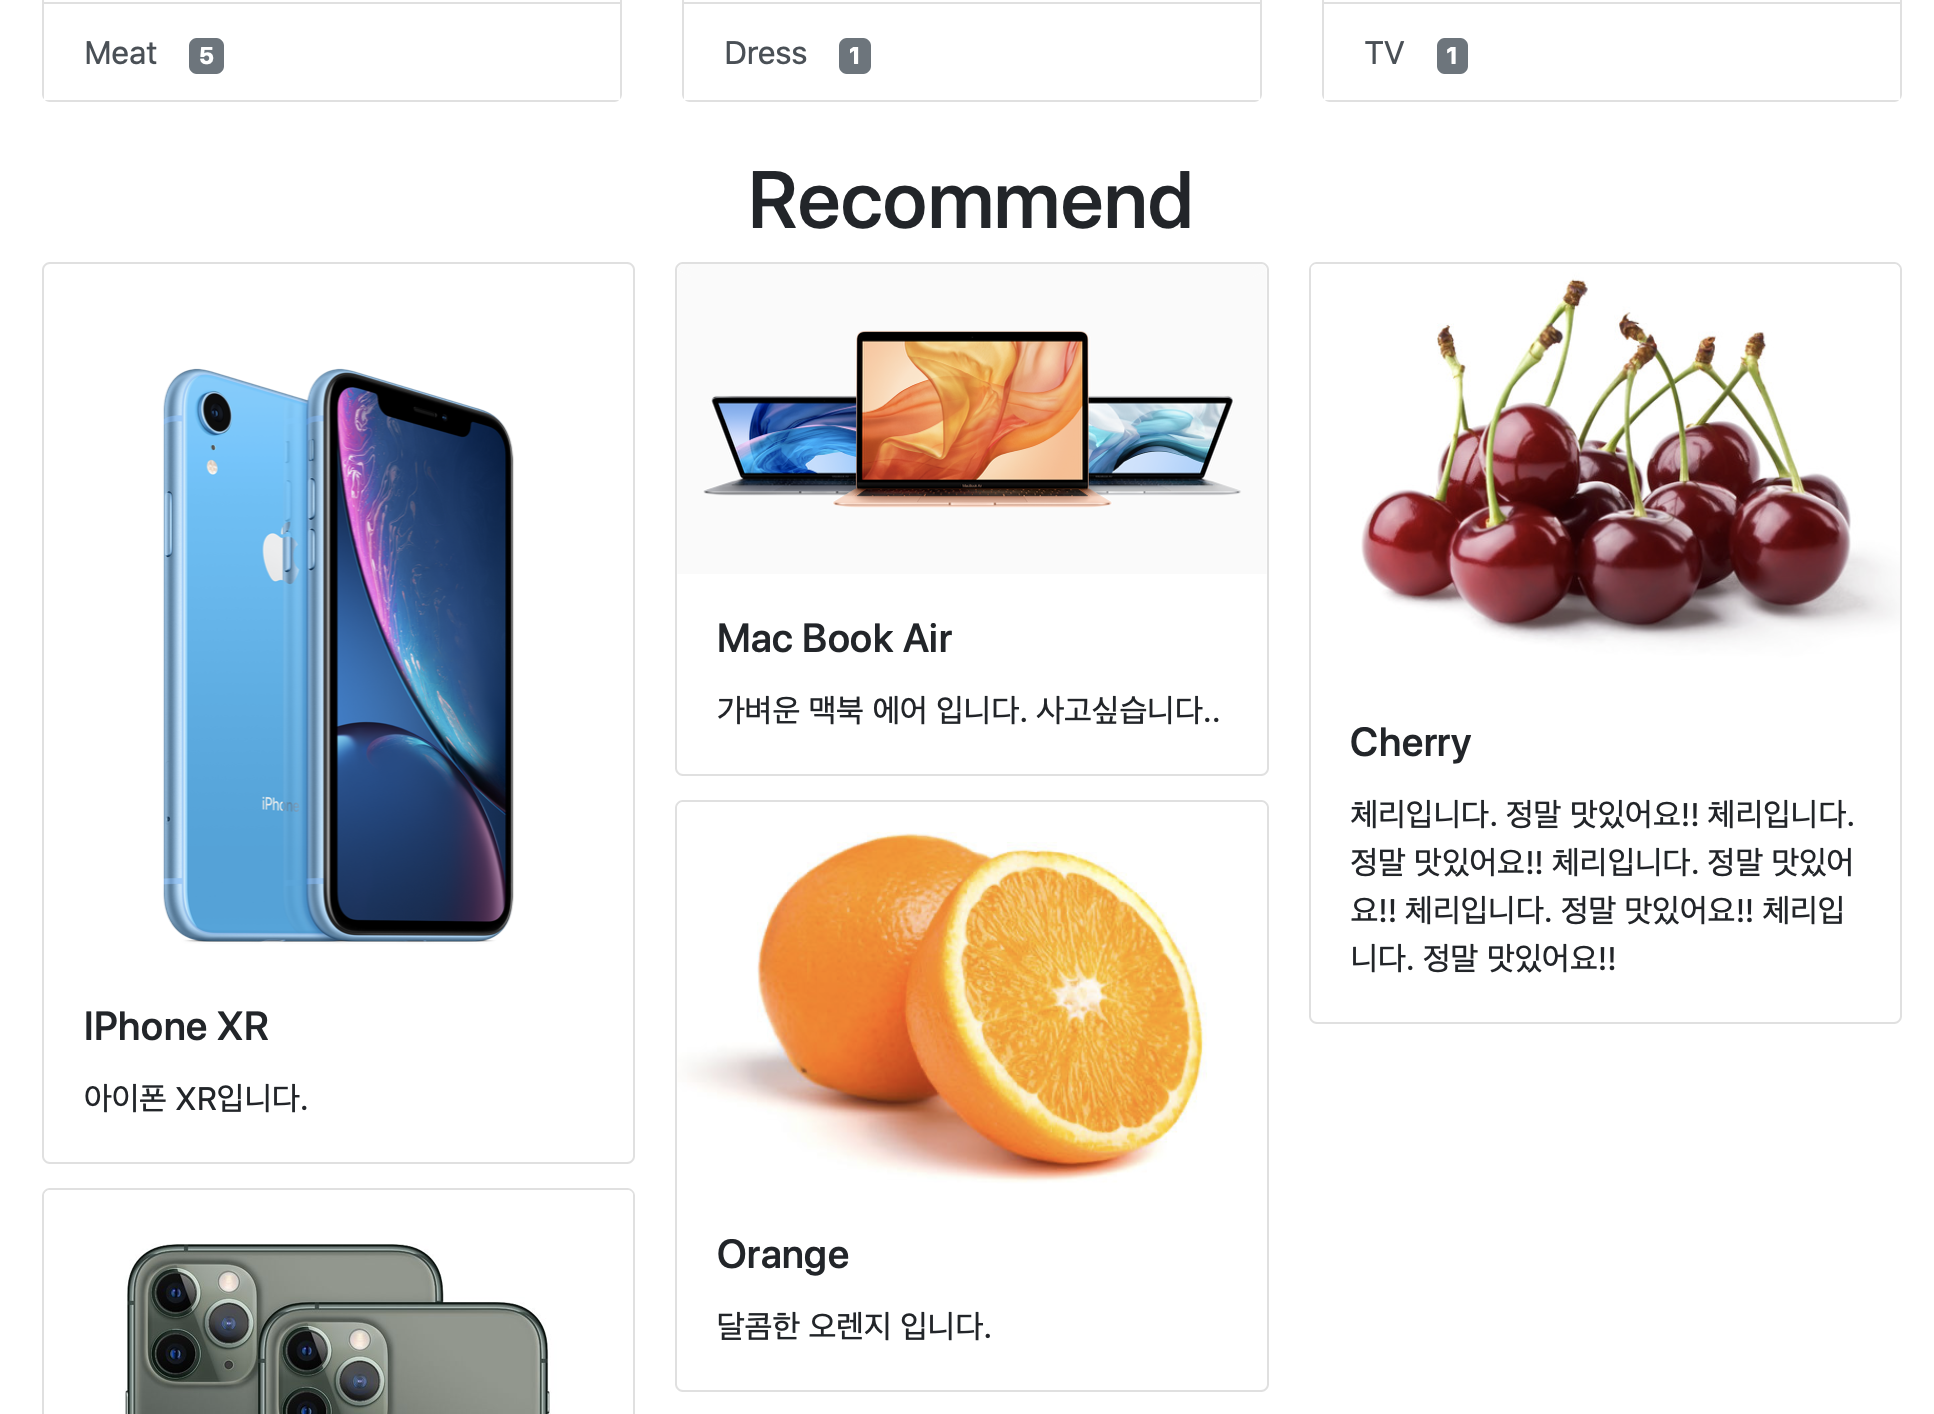 Meat 5
Dress 1
TV 1
Recommend
IPhone XR
아이폰 XR입니다.
Mac Book Air
가벼운 맥북 에어 입니다. 사고싶습니다..
Orange
달콤한 오렌지 입니다.
Cherry
체리입니다. 정말 맛있어요!! 체리입니다.
정말 맛있어요!! 체리입니다. 정말 맛있어
요!! 체리입니다. 정말 맛있어요!! 체리입
니다. 정말 맛있어요!!